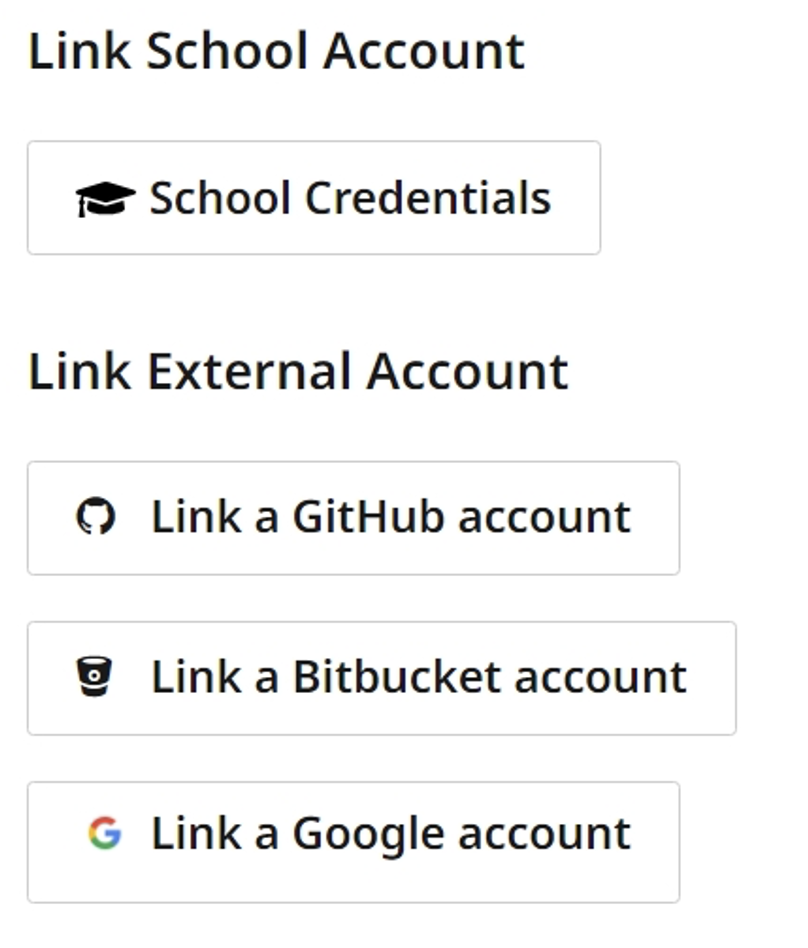 Link School Account
School Credentials
Link External Account
Link a GitHub account
Link a Bitbucket account
Link a Google account